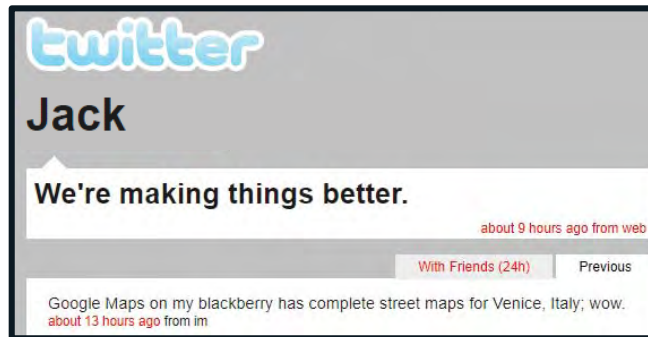 twitter
Jack
We're making things better.
about 9 hours ago from web
With Friends (24h) Previous
Google Maps on my blackberry has complete street maps for Venice, Italy; wow.
about 13 hours ago from im